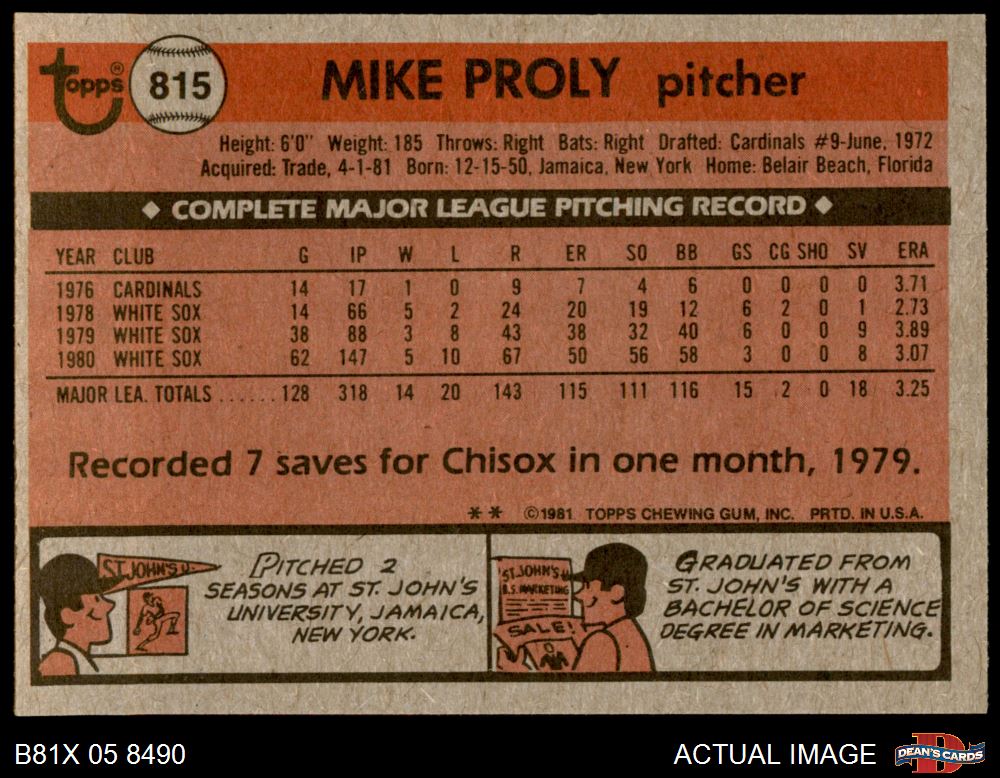 topps® 815 MIKE PROLY pitcher
Height: 6'0" Weight: 185 Throws: Right Bats: Right Drafted: Cardinals #9-June, 1972
Acquired: Trade, 4-1-81 Born: 12-15-50, Jamaica, New York Home: Belair Beach, Florida
◆ COMPLETE MAJOR LEAGUE PITCHING RECORD ◆
YEAR CLUB G IP W L R ER SO BB GS CG SHO SV ERA
1976 CARDINALS 14 17 1 0 9 7 4 6 0 0 0 0 3.71
1978 WHITE SOX 14 66 5 2 24 20 19 12 6 2 0 1 2.73
1979 WHITE SOX 38 88 3 8 43 38 32 40 6 0 0 9 3.89
1980 WHITE SOX 62 147 5 10 67 50 56 58 3 0 0 8 3.07
MAJOR LEA. TOTALS ...... 128 318 14 20 143 115 111 116 15 2 0 18 3.25
Recorded 7 saves for Chisox in one month, 1979.
** ©1981 TOPPS CHEWING GUM, INC. PRTD. IN U.S.A.
ST. JOHN'S U.
PITCHED 2
SEASONS AT ST. JOHN'S
UNIVERSITY, JAMAICA,
NEW YORK.
ST. JOHN'S U
B.S. MARKETING
SALE!
GRADUATED FROM
ST. JOHN'S WITH A
BACHELOR OF SCIENCE
DEGREE IN MARKETING.
B81X 05 8490
ACTUAL IMAGE
DEAN'S CARDS